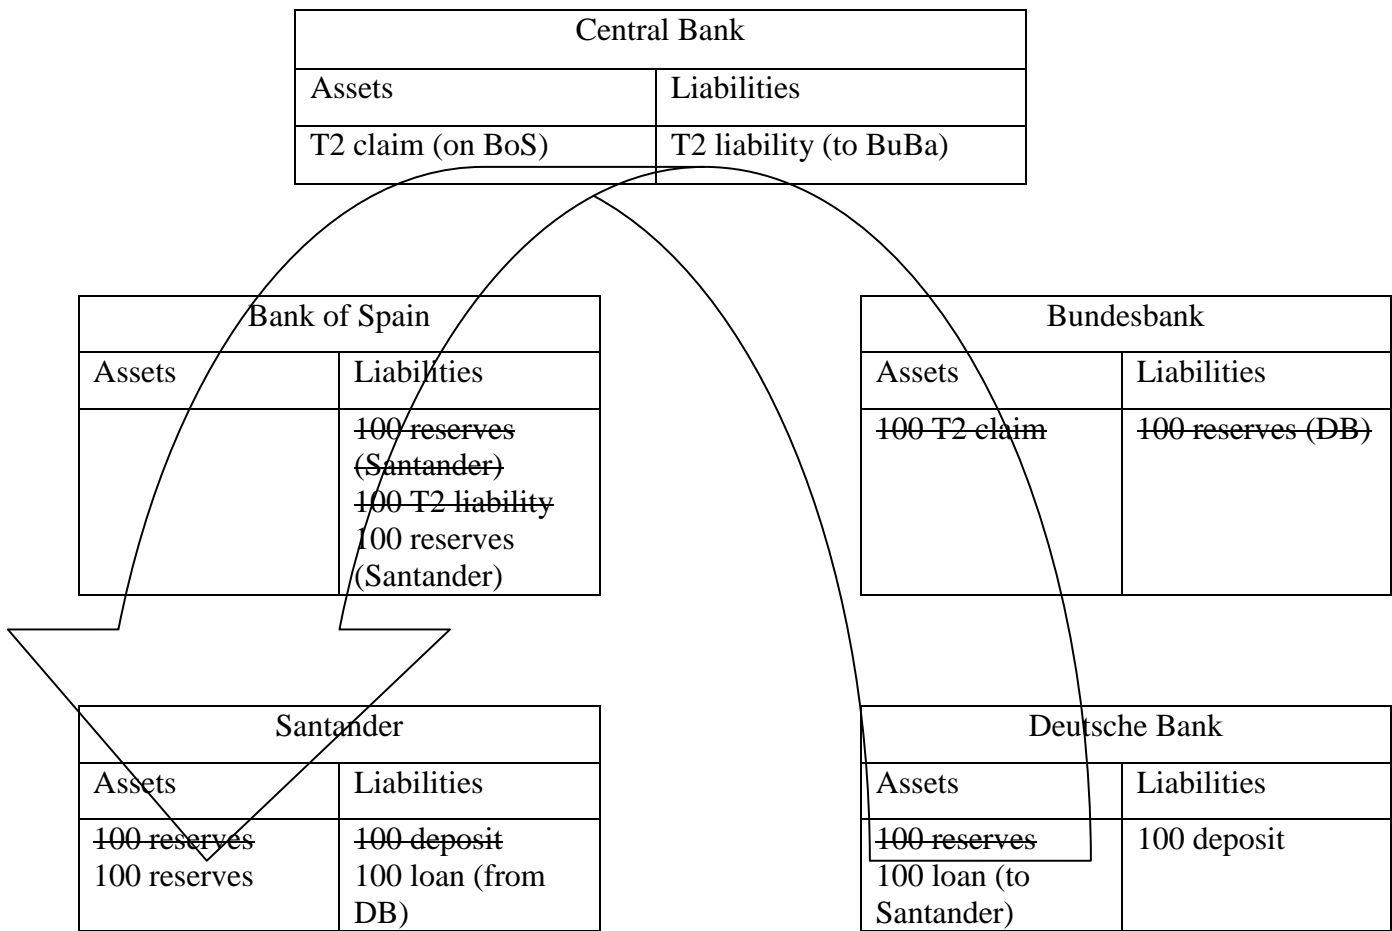 Central Bank
Assets Liabilities
T2 claim (on BoS) T2 liability (to BuBa)
Bank of Spain
Assets Liabilities
100 reserves
(Santander)
100 T2 liability
100 reserves
(Santander)
Bundesbank
Assets Liabilities
100 T2 claim 100 reserves (DB)
Santander
Assets Liabilities
100 reserves 100 deposit
100 reserves 100 loan (from
DB)
Deutsche Bank
Assets Liabilities
100 reserves 100 deposit
100 loan (to
Santander)